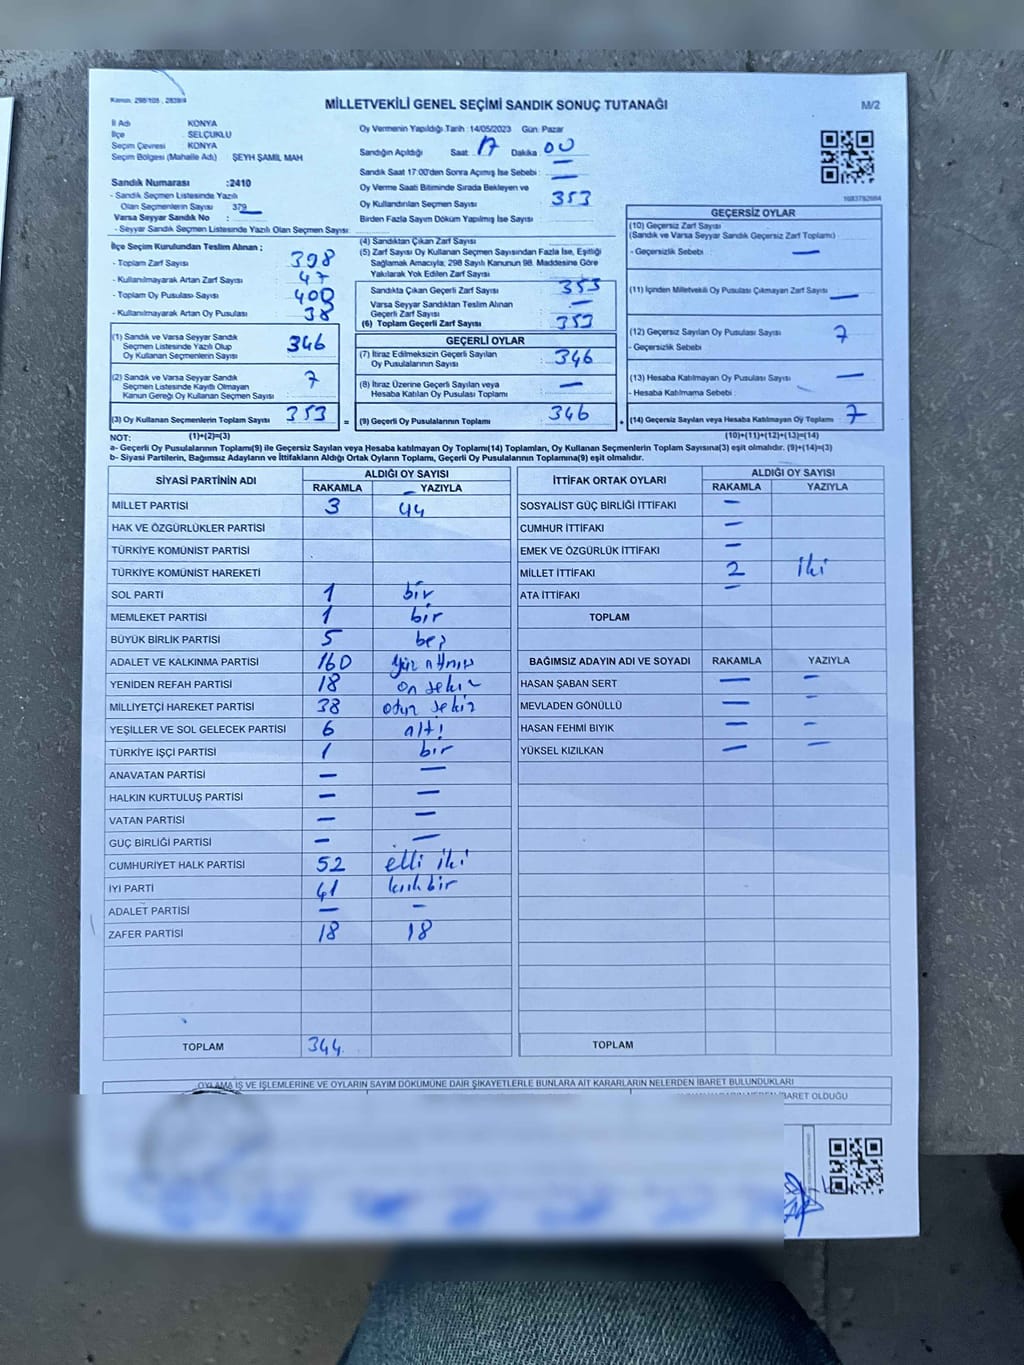 Kanun. 298/105 , 2839/4
MİLLETVEKİLİ GENEL SEÇİMİ SANDIK SONUÇ TUTANAĞI
M/2
İl Adı KONYA
İlçe SELÇUKLU
Seçim Çevresi KONYA
Seçim Bölgesi (Mahalle Adı) ŞEYH ŞAMİL MAH
Sandık Numarası :2410
- Sandık Seçmen Listesinde Yazılı
Olan Seçmenlerin Sayısı 379
Varsa Seyyar Sandık No :
- Seyyar Sandık Seçmen Listesinde Yazılı Olan Seçmen Sayısı:
Oy Vermenin Yapıldığı Tarih :14/05/2023 Gün: Pazar
Sandığın Açıldığı Saat: 17 Dakika: 00
Sandık Saat 17:00'den Sonra Açımış İse Sebebi: —
Oy Verme Saati Bitiminde Sırada Bekleyen ve —
Oy Kullandırılan Seçmen Sayısı : 353
Birden Fazla Sayım Döküm Yapılmış İse Sayısı :
1083782004
İlçe Seçim Kurulundan Teslim Alınan ;
- Toplam Zarf Sayısı : 398
- Kullanılmayarak Artan Zarf Sayısı : 47
- Toplam Oy Pusulası Sayısı : 400
- Kullanılmayarak Artan Oy Pusulası : 38
(1) Sandık ve Varsa Seyyar Sandık
Seçmen Listesinde Yazılı Olup
Oy Kullanan Seçmenlerin Sayısı : 346
(2) Sandık ve Varsa Seyyar Sandık
Seçmen Listesinde Kayıtlı Olmayan
Kanun Gereği Oy Kullanan Seçmen Sayısı : 7
(3) Oy Kullanan Seçmenlerin Toplam Sayısı : 353
(4) Sandıktan Çıkan Zarf Sayısı :
(5) Zarf Sayısı Oy Kullanan Seçmen Sayısından Fazla İse, Eşitliği
Sağlamak Amacıyla; 298 Sayılı Kanunun 98. Maddesine Göre
Yakılarak Yok Edilen Zarf Sayısı :
Sandıkta Çıkan Geçerli Zarf Sayısı : 353
Varsa Seyyar Sandıktan Teslim Alınan
Geçerli Zarf Sayısı : —
(6) Toplam Geçerli Zarf Sayısı : 353
GEÇERLİ OYLAR
(7) İtiraz Edilmeksizin Geçerli Sayılan
Oy Pusulalarının Sayısı : 346
(8) İtiraz Üzerine Geçerli Sayılan veya
Hesaba Katılan Oy Pusulası Toplamı : —
= (9) Geçerli Oy Pusulalarının Toplamı : 346
GEÇERSİZ OYLAR
(10) Geçersiz Zarf Sayısı
(Sandık ve Varsa Seyyar Sandık Geçersiz Zarf Toplamı) :
- Geçersizlik Sebebi : —
(11) İçinden Milletvekili Oy Pusulası Çıkmayan Zarf Sayısı : —
(12) Geçersiz Sayılan Oy Pusulası Sayısı : 7
- Geçersizlik Sebebi :
(13) Hesaba Katılmayan Oy Pusulası Sayısı : —
- Hesaba Katılmama Sebebi :
+ (14) Geçersiz Sayılan veya Hesaba Katılmayan Oy Toplamı : 7
NOT: (1)+(2)=(3) (10)+(11)+(12)+(13)=(14)
a- Geçerli Oy Pusulalarının Toplamı(9) ile Geçersiz Sayılan veya Hesaba katılmayan Oy Toplamı(14) Toplamları, Oy Kullanan Seçmenlerin Toplam Sayısına(3) eşit olmalıdır. (9)+(14)=(3)
b- Siyasi Partilerin, Bağımsız Adayların ve İttifakların Aldığı Ortak Oyların Toplamı, Geçerli Oy Pusulalarının Toplamına(9) eşit olmalıdır.
SİYASİ PARTİNİN ADI ALDIĞI OY SAYISI
RAKAMLA YAZIYLA
MİLLET PARTİSİ 3 44
HAK VE ÖZGÜRLÜKLER PARTİSİ
TÜRKİYE KOMÜNİST PARTİSİ
TÜRKİYE KOMÜNİST HAREKETİ
SOL PARTİ 1 bir
MEMLEKET PARTİSİ 1 bir
BÜYÜK BİRLİK PARTİSİ 5 beş
ADALET VE KALKINMA PARTİSİ 160 yüz altmış
YENİDEN REFAH PARTİSİ 18 on sekiz
MİLLİYETÇİ HAREKET PARTİSİ 38 otuz sekiz
YEŞİLLER VE SOL GELECEK PARTİSİ 6 altı
TÜRKİYE İŞÇİ PARTİSİ 1 bir
ANAVATAN PARTİSİ — —
HALKIN KURTULUŞ PARTİSİ — —
VATAN PARTİSİ — —
GÜÇ BİRLİĞİ PARTİSİ — —
CUMHURİYET HALK PARTİSİ 52 elli iki
İYİ PARTİ 41 kırk bir
ADALET PARTİSİ — —
ZAFER PARTİSİ 18 18
TOPLAM 344
İTTİFAK ORTAK OYLARI ALDIĞI OY SAYISI
RAKAMLA YAZIYLA
SOSYALİST GÜÇ BİRLİĞİ İTTİFAKI —
CUMHUR İTTİFAKI —
EMEK VE ÖZGÜRLÜK İTTİFAKI —
MİLLET İTTİFAKI 2 iki
ATA İTTİFAKI —
TOPLAM
BAĞIMSIZ ADAYIN ADI VE SOYADI RAKAMLA YAZIYLA
HASAN ŞABAN SERT — —
MEVLADEN GÖNÜLLÜ — —
HASAN FEHMİ BIYIK — —
YÜKSEL KIZILKAN — —
TOPLAM
OYLAMA İŞ VE İŞLEMLERİNE VE OYLARIN SAYIM DÖKÜMÜNE DAİR ŞİKAYETLERLE BUNLARA AİT KARARLARIN NELERDEN İBARET BULUNDUKLARI
İBARET OLDUĞU